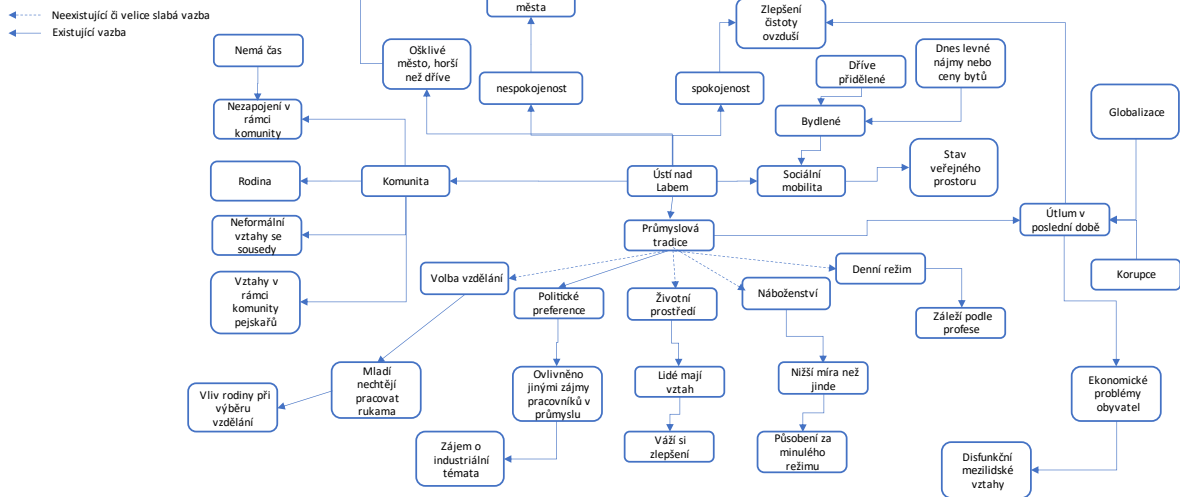 Neexistující či velice slabá vazba
Existující vazba
města
Zlepšení
čistoty
ovzduší
Nemá čas
Ošklivé
město, horší
než dříve
nespokojenost
spokojenost
Dříve
přidělené
Dnes levné
nájmy nebo
ceny bytů
Globalizace
Nezapojení v
rámci
komunity
Bydlené
Stav
veřejného
prostoru
Rodina
Komunita
Ústí nad
Labem
Sociální
mobilita
Neformální
vztahy se
sousedy
Průmyslová
tradice
Útlum v
poslední době
Korupce
Vztahy v
rámci
komunity
pejskařů
Volba vzdělání
Politické
preference
Životní
prostředí
Náboženství
Denní režim
Záleží podle
profese
Vliv rodiny při
výběru
vzdělání
Mladí
nechtějí
pracovat
rukama
Ovlivněno
jinými zájmy
pracovníků v
průmyslu
Lidé mají
vztah
Nižší míra než
jinde
Ekonomické
problémy
obyvatel
Zájem o
industriální
témata
Váží si
zlepšení
Působení za
minulého
režimu
Disfunkční
mezilidské
vztahy